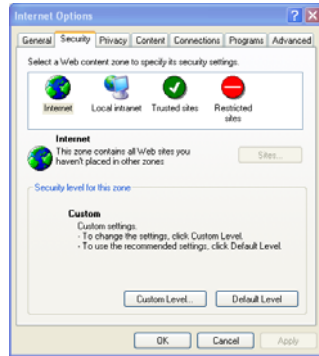 Internet Options
General Security Privacy Content Connections Programs Advanced
Select a Web content zone to specify its security settings.
Internet Local intranet Trusted sites Restricted sites
Internet
This zone contains all Web sites you
haven't placed in other zones
Sites...
Security level for this zone
Custom
Custom settings.
- To change the settings, click Custom Level.
- To use the recommended settings, click Default Level.
Custom Level... Default Level
OK Cancel Apply